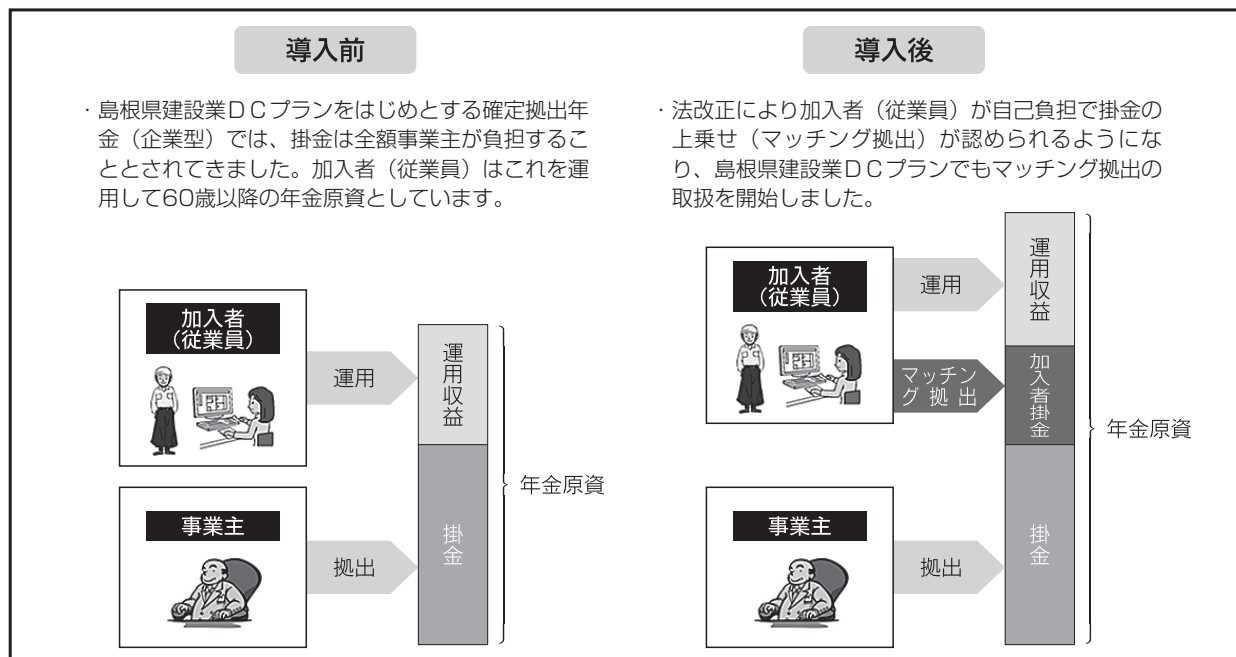 導入前
・島根県建設業ＤＣプランをはじめとする確定拠出年
金（企業型）では、掛金は全額事業主が負担するこ
ととされてきました。加入者（従業員）はこれを運
用して60歳以降の年金原資としています。
加入者
（従業員）
運用
運用収益
事業主
拠出
掛金
年金原資
導入後
・法改正により加入者（従業員）が自己負担で掛金の
上乗せ（マッチング拠出）が認められるようにな
り、島根県建設業ＤＣプランでもマッチング拠出の
取扱を開始しました。
加入者
（従業員）
運用
運用収益
マッチン
グ拠出
加入者掛金
事業主
拠出
掛金
年金原資